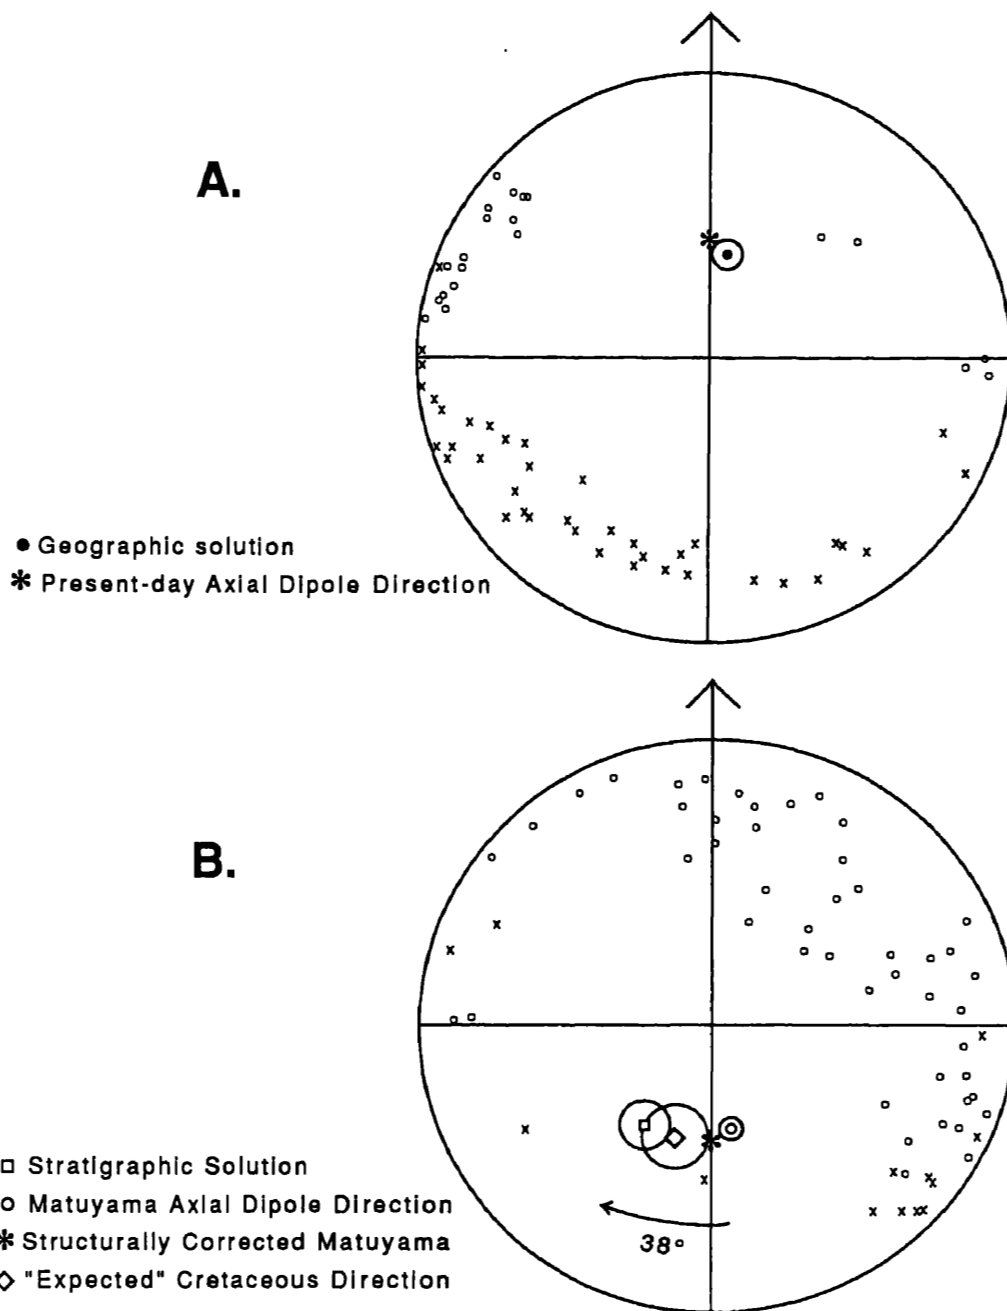 A.
● Geographic solution
* Present-day Axial Dipole Direction
B.
38°
□ Stratigraphic Solution
○ Matuyama Axial Dipole Direction
* Structurally Corrected Matuyama
◇ "Expected" Cretaceous Direction